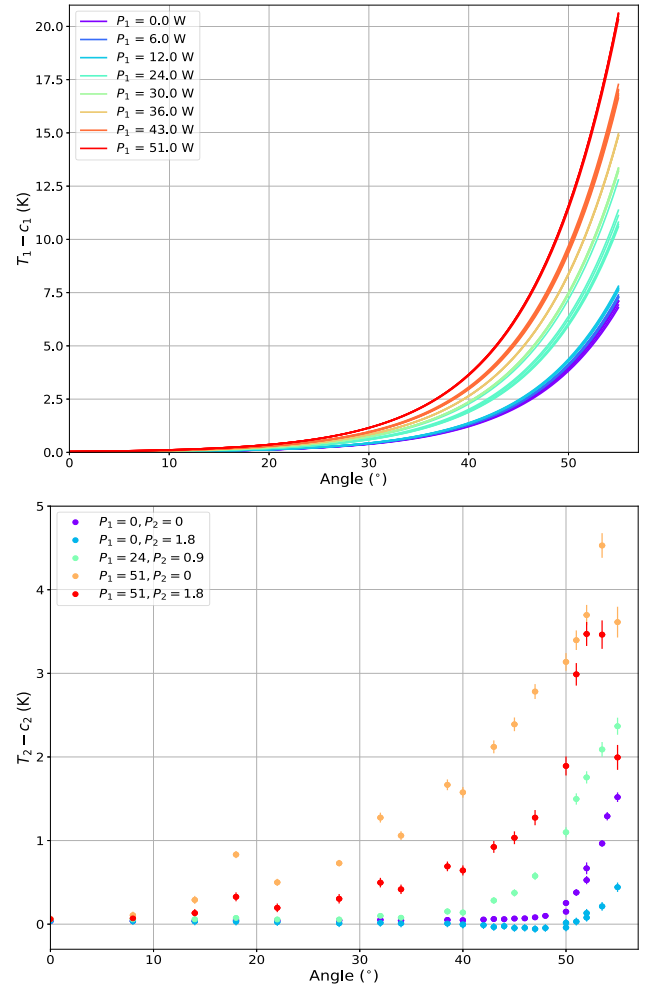 20.0
17.5
15.0
12.5
10.0
7.5
5.0
2.5
0.0
T₁ − c₁ (K)
P₁ = 0.0 W
P₁ = 6.0 W
P₁ = 12.0 W
P₁ = 24.0 W
P₁ = 30.0 W
P₁ = 36.0 W
P₁ = 43.0 W
P₁ = 51.0 W
0 10 20 30 40 50
Angle (°)
5
4
3
2
1
0
T₂ − c₂ (K)
P₁ = 0, P₂ = 0
P₁ = 0, P₂ = 1.8
P₁ = 24, P₂ = 0.9
P₁ = 51, P₂ = 0
P₁ = 51, P₂ = 1.8
0 10 20 30 40 50
Angle (°)